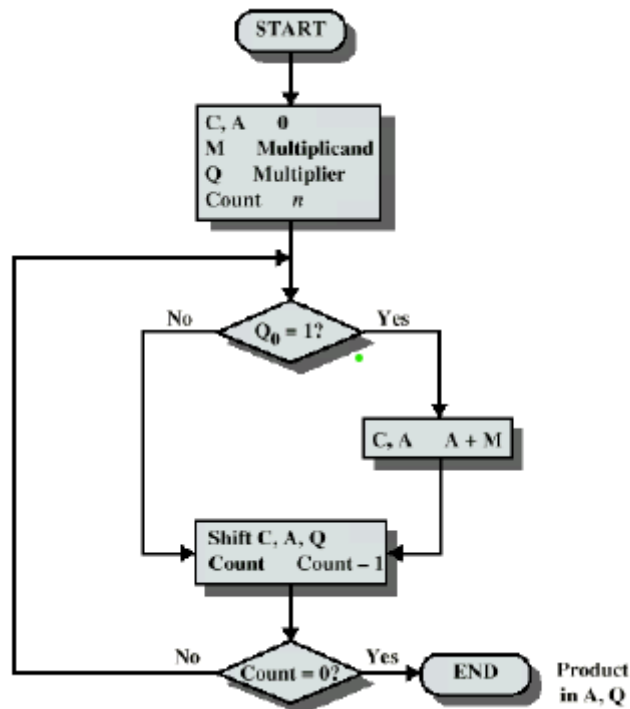 START
C, A 0
M Multiplicand
Q Multiplier
Count n
No
Yes
Q0 = 1?
C, A A + M
Shift C, A, Q
Count Count – 1
No
Yes
Count = 0?
END
Product
in A, Q